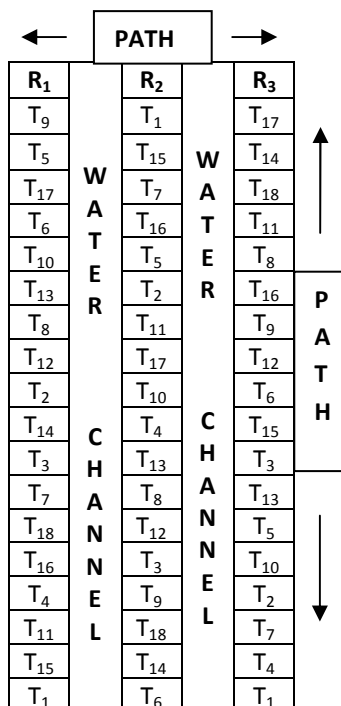 PATH
R₁ R₂ R₃
T₉ T₁ T₁₇
T₅ T₁₅ T₁₄
T₁₇ T₇ T₁₈
T₆ T₁₆ T₁₁
T₁₀ T₅ T₈
T₁₃ T₂ T₁₆
T₈ T₁₁ T₉
T₁₂ T₁₇ T₁₂
T₂ T₁₀ T₆
T₁₄ T₄ T₁₅
T₃ T₁₃ T₃
T₇ T₈ T₁₃
T₁₈ T₁₂ T₅
T₁₆ T₃ T₁₀
T₄ T₉ T₂
T₁₁ T₁₈ T₇
T₁₅ T₁₄ T₄
T₁ T₆ T₁
WATER CHANNEL
WATER CHANNEL
PATH